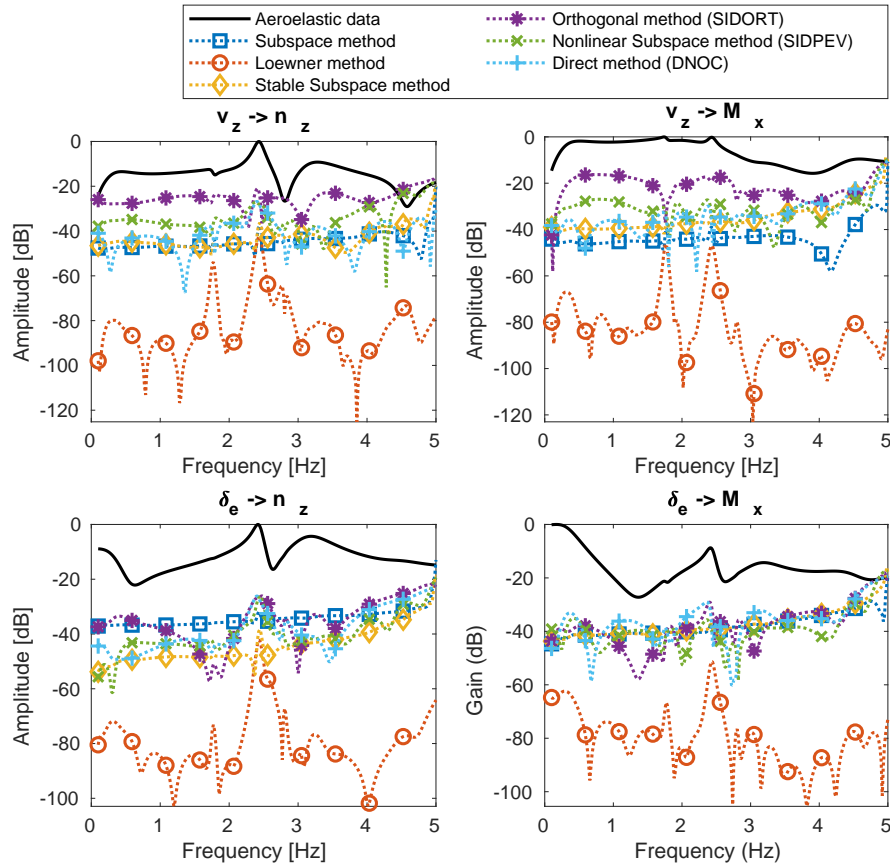 Aeroelastic data
Subspace method
Loewner method
Stable Subspace method
Orthogonal method (SIDORT)
Nonlinear Subspace method (SIDPEV)
Direct method (DNOC)
v_z -> n_z
0
-20
-40
-60
-80
-100
-120
Amplitude [dB]
0 1 2 3 4 5
Frequency [Hz]
v_z -> M_x
0
-20
-40
-60
-80
-100
-120
Amplitude [dB]
0 1 2 3 4 5
Frequency [Hz]
δ_e -> n_z
0
-20
-40
-60
-80
-100
Amplitude [dB]
0 1 2 3 4 5
Frequency [Hz]
δ_e -> M_x
0
-20
-40
-60
-80
-100
Gain (dB)
0 1 2 3 4 5
Frequency (Hz)